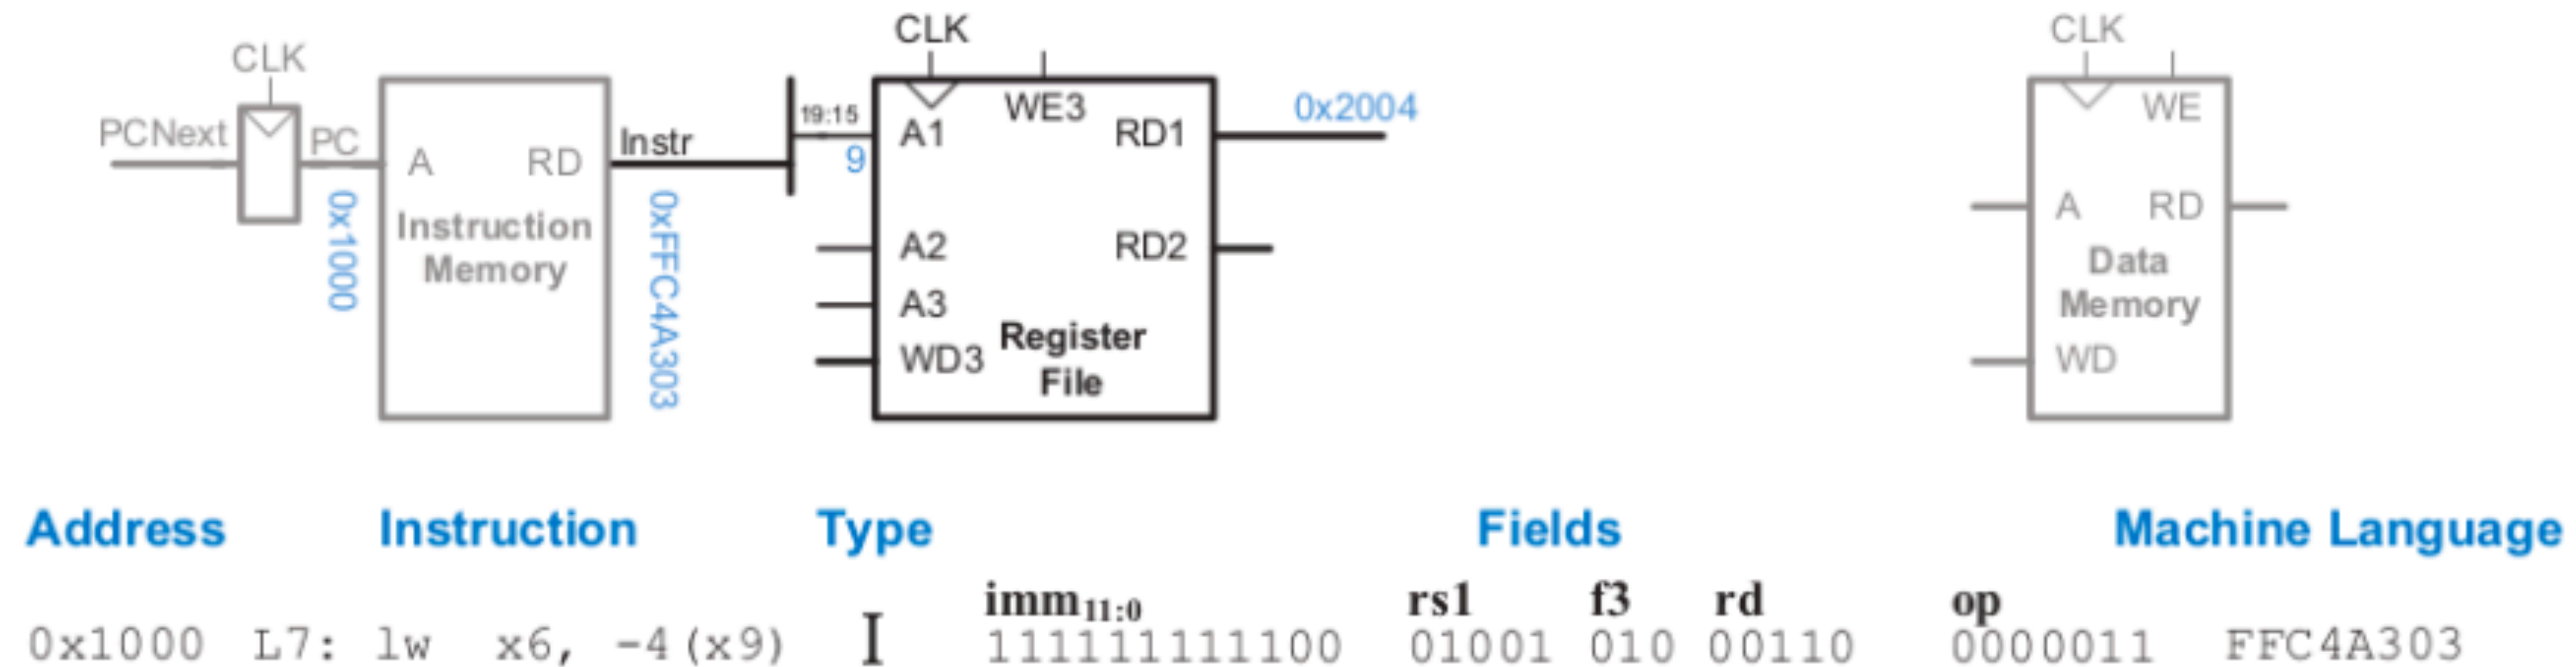 CLK
CLK
CLK
PCNext PC A RD Instr 19:15 A1 WE3 RD1 0x2004 WE
9
0x1000
Instruction
Memory
0xFFC4A303
A2 RD2
A3
WD3
Register
File
A RD
Data
Memory
WD
Address Instruction Type Fields Machine Language
imm11:0 rs1 f3 rd op
0x1000 L7: lw x6, -4(x9) I 111111111100 01001 010 00110 0000011 FFC4A303